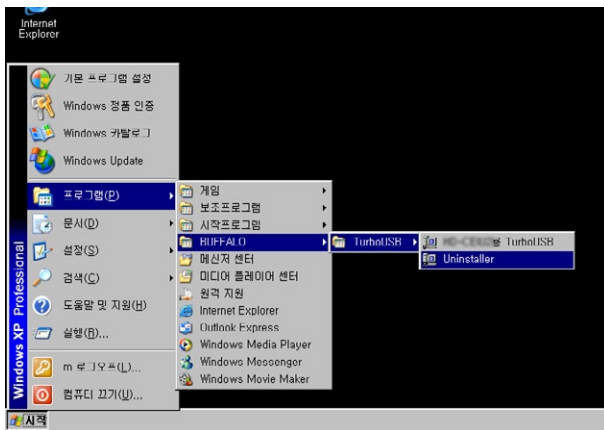 Internet
Explorer
기본 프로그램 설정
Windows 정품 인증
Windows 카탈로그
Windows Update
프로그램(P)
문서(D)
설정(S)
검색(C)
도움말 및 지원(H)
실행(R)...
m 로그오프(L)...
컴퓨터 끄기(U)...
Windows XP Professional
시작
게임
보조프로그램
시작프로그램
BUFFALO
메신저 센터
미디어 플레이어 센터
원격 지원
Internet Explorer
Outlook Express
Windows Media Player
Windows Messenger
Windows Movie Maker
TurboUSB
용 TurboUSB
Uninstaller